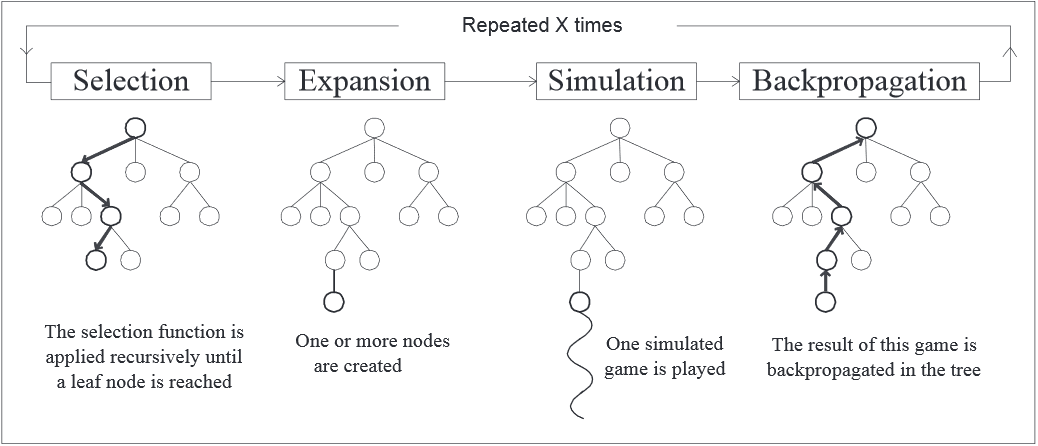 Repeated X times
Selection
Expansion
Simulation
Backpropagation
The selection function is
applied recursively until
a leaf node is reached
One or more nodes
are created
One simulated
game is played
The result of this game is
backpropagated in the tree